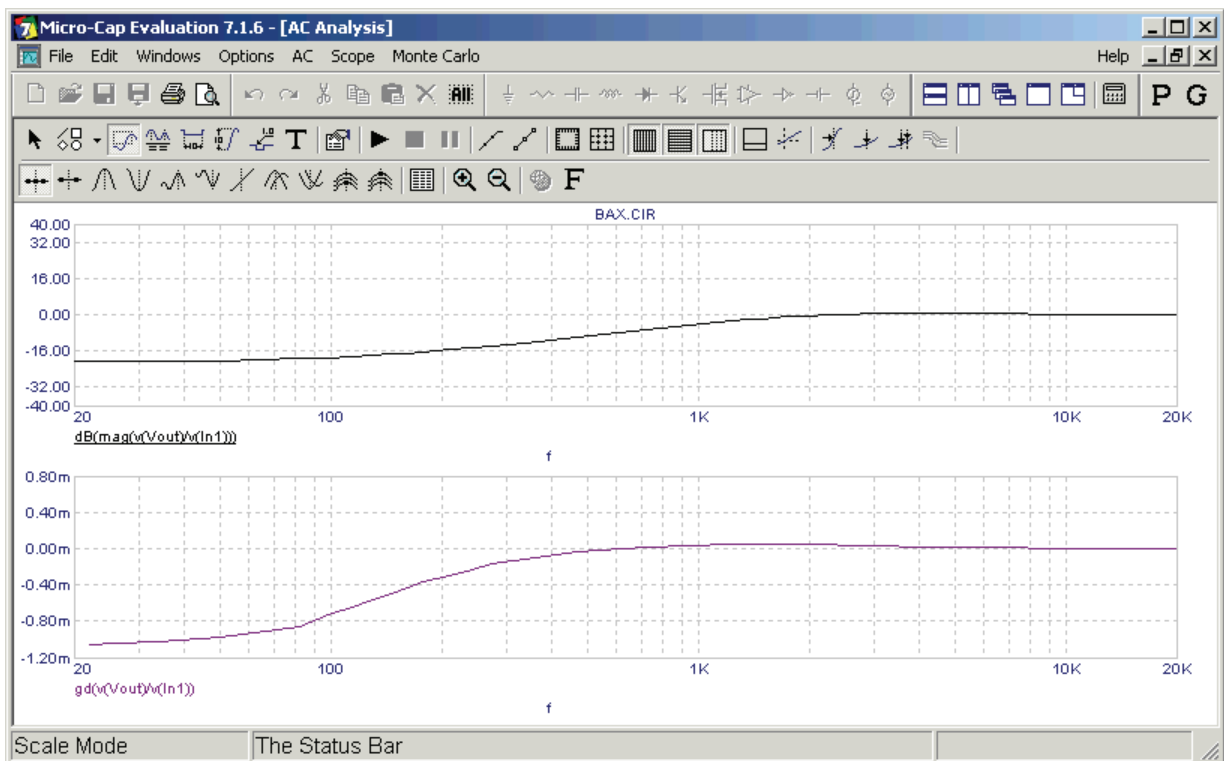 Micro-Cap Evaluation 7.1.6 - [AC Analysis]
File Edit Windows Options AC Scope Monte Carlo Help
P G
T
F
BAX.CIR
40.00
32.00
16.00
0.00
-16.00
-32.00
-40.00
20 100 1K 10K 20K
dB(mag(v(Vout)/v(In1)))
f
0.80m
0.40m
0.00m
-0.40m
-0.80m
-1.20m
20 100 1K 10K 20K
gd(v(Vout)/v(In1))
f
Scale Mode The Status Bar